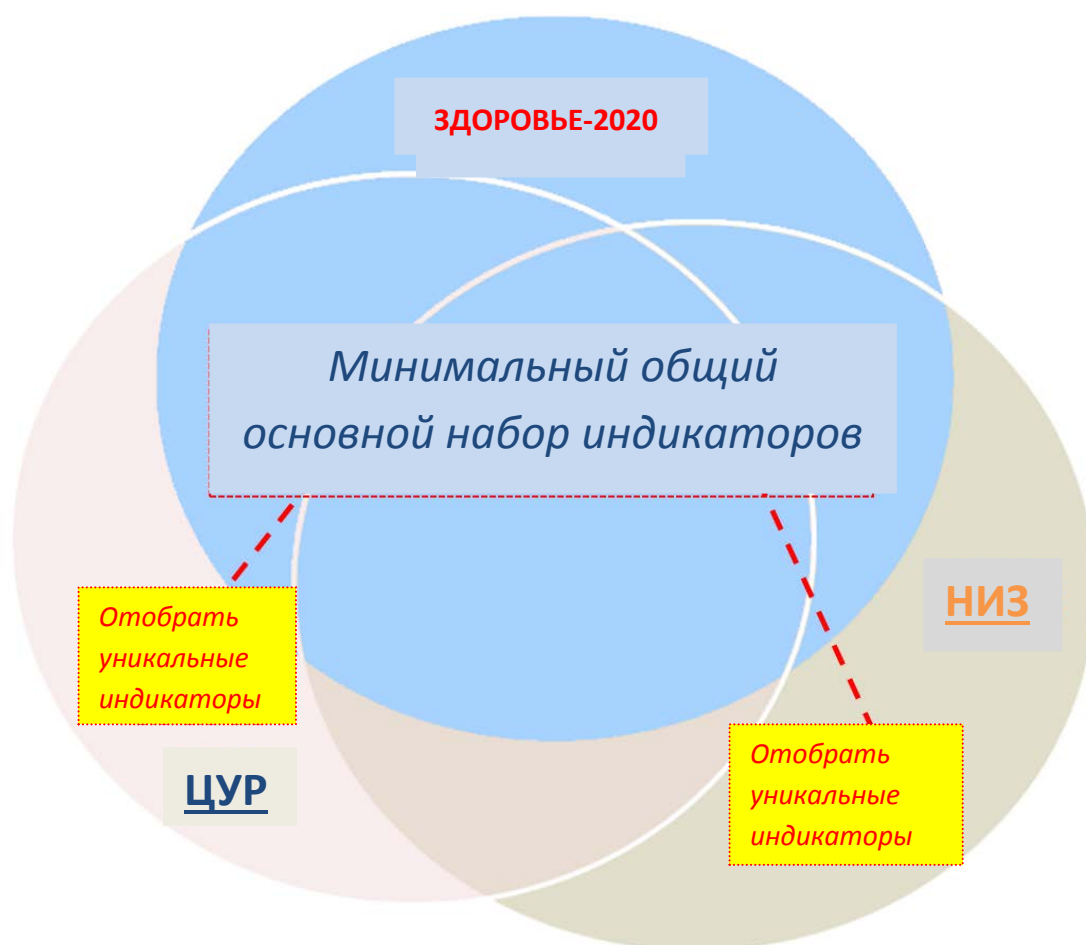 ЗДОРОВЬЕ-2020
Минимальный общий
основной набор индикаторов
НИЗ
Отобрать
уникальные
индикаторы
ЦУР
Отобрать
уникальные
индикаторы